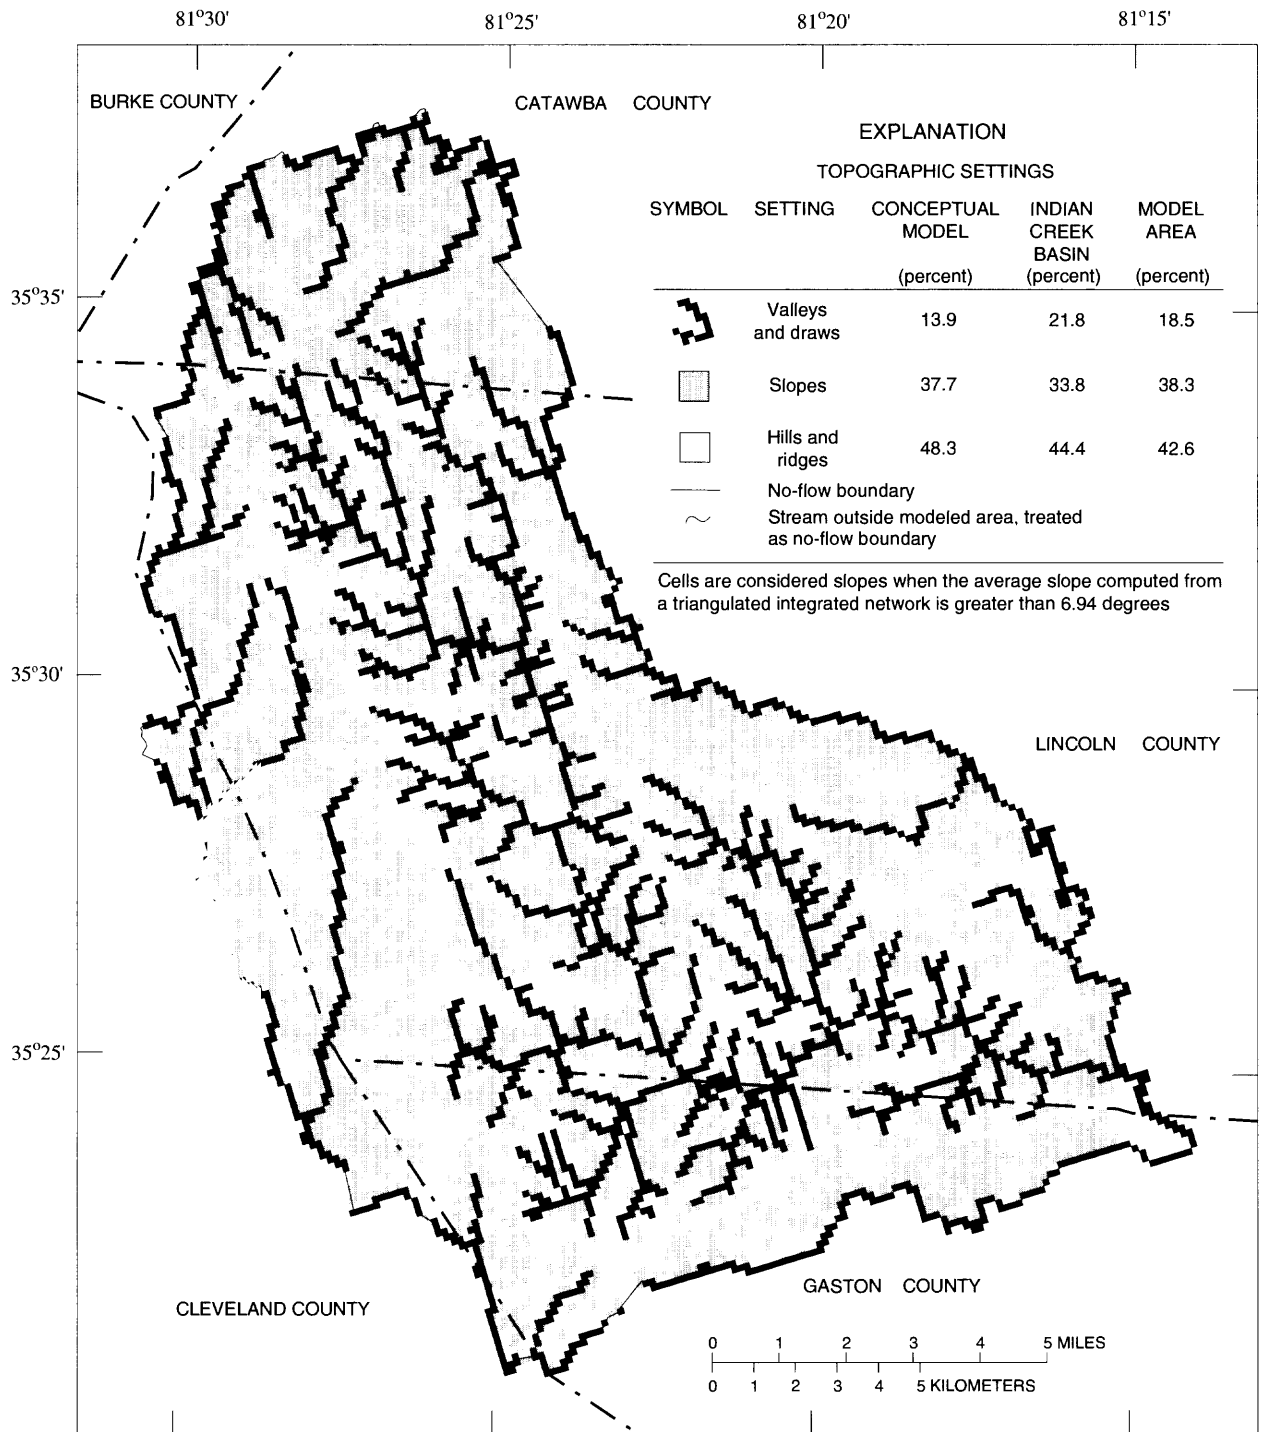 81°30' 81°25' 81°20' 81°15'
BURKE COUNTY
CATAWBA COUNTY
EXPLANATION
TOPOGRAPHIC SETTINGS
SYMBOL SETTING CONCEPTUAL MODEL (percent) INDIAN CREEK BASIN (percent) MODEL AREA (percent)
Valleys and draws 13.9 21.8 18.5
Slopes 37.7 33.8 38.3
Hills and ridges 48.3 44.4 42.6
No-flow boundary
Stream outside modeled area, treated
as no-flow boundary
Cells are considered slopes when the average slope computed from
a triangulated integrated network is greater than 6.94 degrees
35°35'
35°30'
LINCOLN COUNTY
35°25'
CLEVELAND COUNTY
GASTON COUNTY
0 1 2 3 4 5 MILES
0 1 2 3 4 5 KILOMETERS